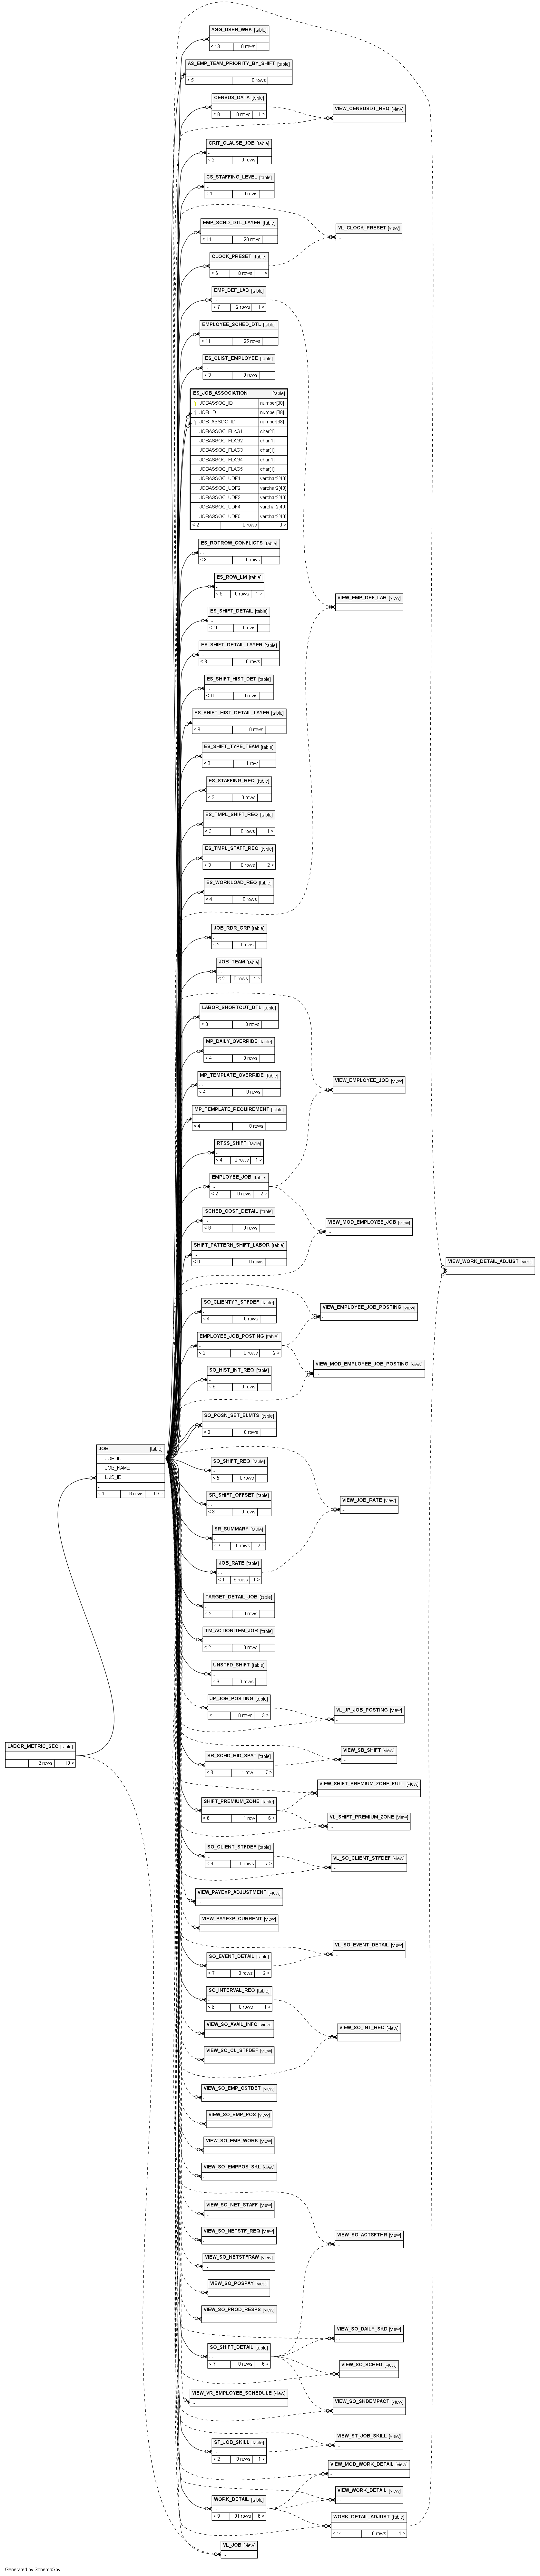 AGG_USER_WRK [table]
...
< 13 0 rows
AS_EMP_TEAM_PRIORITY_BY_SHIFT [table]
...
< 5 0 rows
CENSUS_DATA [table]
...
< 8 0 rows 1 >
VIEW_CENSUSDT_REQ [view]
...
CRIT_CLAUSE_JOB [table]
...
< 2 0 rows
CS_STAFFING_LEVEL [table]
...
< 4 0 rows
EMP_SCHD_DTL_LAYER [table]
...
< 11 20 rows
VL_CLOCK_PRESET [view]
...
CLOCK_PRESET [table]
...
< 6 10 rows 1 >
EMP_DEF_LAB [table]
...
< 7 2 rows 1 >
EMPLOYEE_SCHED_DTL [table]
...
< 11 25 rows
ES_CLIST_EMPLOYEE [table]
...
< 3 0 rows
ES_JOB_ASSOCIATION [table]
JOBASSOC_ID number[38]
JOB_ID number[38]
JOB_ASSOC_ID number[38]
JOBASSOC_FLAG1 char[1]
JOBASSOC_FLAG2 char[1]
JOBASSOC_FLAG3 char[1]
JOBASSOC_FLAG4 char[1]
JOBASSOC_FLAG5 char[1]
JOBASSOC_UDF1 varchar2[40]
JOBASSOC_UDF2 varchar2[40]
JOBASSOC_UDF3 varchar2[40]
JOBASSOC_UDF4 varchar2[40]
JOBASSOC_UDF5 varchar2[40]
< 2 0 rows 0 >
ES_ROTROW_CONFLICTS [table]
...
< 8 0 rows
ES_ROW_LM [table]
...
< 9 0 rows 1 >
VIEW_EMP_DEF_LAB [view]
...
ES_SHIFT_DETAIL [table]
...
< 16 0 rows
ES_SHIFT_DETAIL_LAYER [table]
...
< 9 0 rows
ES_SHIFT_HIST_DET [table]
...
< 10 0 rows
ES_SHIFT_HIST_DETAIL_LAYER [table]
...
< 9 0 rows
ES_SHIFT_TYPE_TEAM [table]
...
< 3 1 row
ES_STAFFING_REQ [table]
...
< 3 0 rows
ES_TMPL_SHIFT_REQ [table]
...
< 3 0 rows 1 >
ES_TMPL_STAFF_REQ [table]
...
< 3 0 rows 2 >
ES_WORKLOAD_REQ [table]
...
< 4 0 rows
JOB_RDR_GRP [table]
...
< 2 0 rows
JOB_TEAM [table]
...
< 2 0 rows 1 >
LABOR_SHORTCUT_DTL [table]
...
< 8 0 rows
MP_DAILY_OVERRIDE [table]
...
< 4 0 rows
MP_TEMPLATE_OVERRIDE [table]
...
< 4 0 rows
VIEW_EMPLOYEE_JOB [view]
...
MP_TEMPLATE_REQUIREMENT [table]
...
< 4 0 rows
RTSS_SHIFT [table]
...
< 4 0 rows 1 >
EMPLOYEE_JOB [table]
...
< 2 0 rows 2 >
SCHED_COST_DETAIL [table]
...
< 8 0 rows
VIEW_MOD_EMPLOYEE_JOB [view]
...
SHIFT_PATTERN_SHIFT_LABOR [table]
...
< 9 0 rows
VIEW_WORK_DETAIL_ADJUST [view]
...
SO_CLIENTYP_STFDEF [table]
...
< 4 0 rows
VIEW_EMPLOYEE_JOB_POSTING [view]
...
EMPLOYEE_JOB_POSTING [table]
...
< 2 0 rows 2 >
VIEW_MOD_EMPLOYEE_JOB_POSTING [view]
...
SO_HIST_INT_REQ [table]
...
< 6 0 rows
SO_POSN_SET_ELMTS [table]
...
< 2 0 rows
JOB [table]
JOB_ID
JOB_NAME
LMS_ID
...
< 1 6 rows 93 >
SO_SHIFT_REQ [table]
...
< 5 0 rows
SR_SHIFT_OFFSET [table]
...
< 3 0 rows
VIEW_JOB_RATE [view]
...
SR_SUMMARY [table]
...
< 7 0 rows 2 >
JOB_RATE [table]
...
< 1 9 rows 1 >
TARGET_DETAIL_JOB [table]
...
< 2 0 rows
TM_ACTIONITEM_JOB [table]
...
< 2 0 rows
UNSTFD_SHIFT [table]
...
< 9 0 rows
JP_JOB_POSTING [table]
...
< 1 0 rows 3 >
VL_JP_JOB_POSTING [view]
...
LABOR_METRIC_SEC [table]
...
2 rows 19 >
SB_SCHD_BID_SPAT [table]
...
< 3 1 row 7 >
VIEW_SB_SHIFT [view]
...
VIEW_SHIFT_PREMIUM_ZONE_FULL [view]
...
SHIFT_PREMIUM_ZONE [table]
...
< 6 1 row 6 >
VL_SHIFT_PREMIUM_ZONE [view]
...
SO_CLIENT_STFDEF [table]
...
< 6 0 rows 7 >
VL_SO_CLIENT_STFDEF [view]
...
VIEW_PAYEXP_ADJUSTMENT [view]
...
VIEW_PAYEXP_CURRENT [view]
...
VL_SO_EVENT_DETAIL [view]
...
SO_EVENT_DETAIL [table]
...
< 7 0 rows 2 >
SO_INTERVAL_REQ [table]
...
< 6 0 rows 1 >
VIEW_SO_AVAIL_INFO [view]
...
VIEW_SO_INT_REQ [view]
...
VIEW_SO_CL_STFDEF [view]
...
VIEW_SO_EMP_CSTDET [view]
...
VIEW_SO_EMP_POS [view]
...
VIEW_SO_EMP_WORK [view]
...
VIEW_SO_EMPPOS_SKL [view]
...
VIEW_SO_NET_STAFF [view]
...
VIEW_SO_NETSTF_REQ [view]
...
VIEW_SO_ACTSFTHR [view]
...
VIEW_SO_NETSTFRAW [view]
...
VIEW_SO_POSPAY [view]
...
VIEW_SO_PROD_RESPS [view]
...
VIEW_SO_DAILY_SKD [view]
...
SO_SHIFT_DETAIL [table]
...
< 7 0 rows 8 >
VIEW_SO_SCHED [view]
...
VIEW_VR_EMPLOYEE_SCHEDULE [view]
...
VIEW_SO_SKDEMPACT [view]
...
ST_JOB_SKILL [table]
...
< 2 0 rows 1 >
VIEW_ST_JOB_SKILL [view]
...
VIEW_MOD_WORK_DETAIL [view]
...
WORK_DETAIL [table]
...
< 9 31 rows 6 >
VIEW_WORK_DETAIL [view]
...
WORK_DETAIL_ADJUST [table]
...
< 14 0 rows 1 >
VL_JOB [view]
...
Generated by SchemaSpy